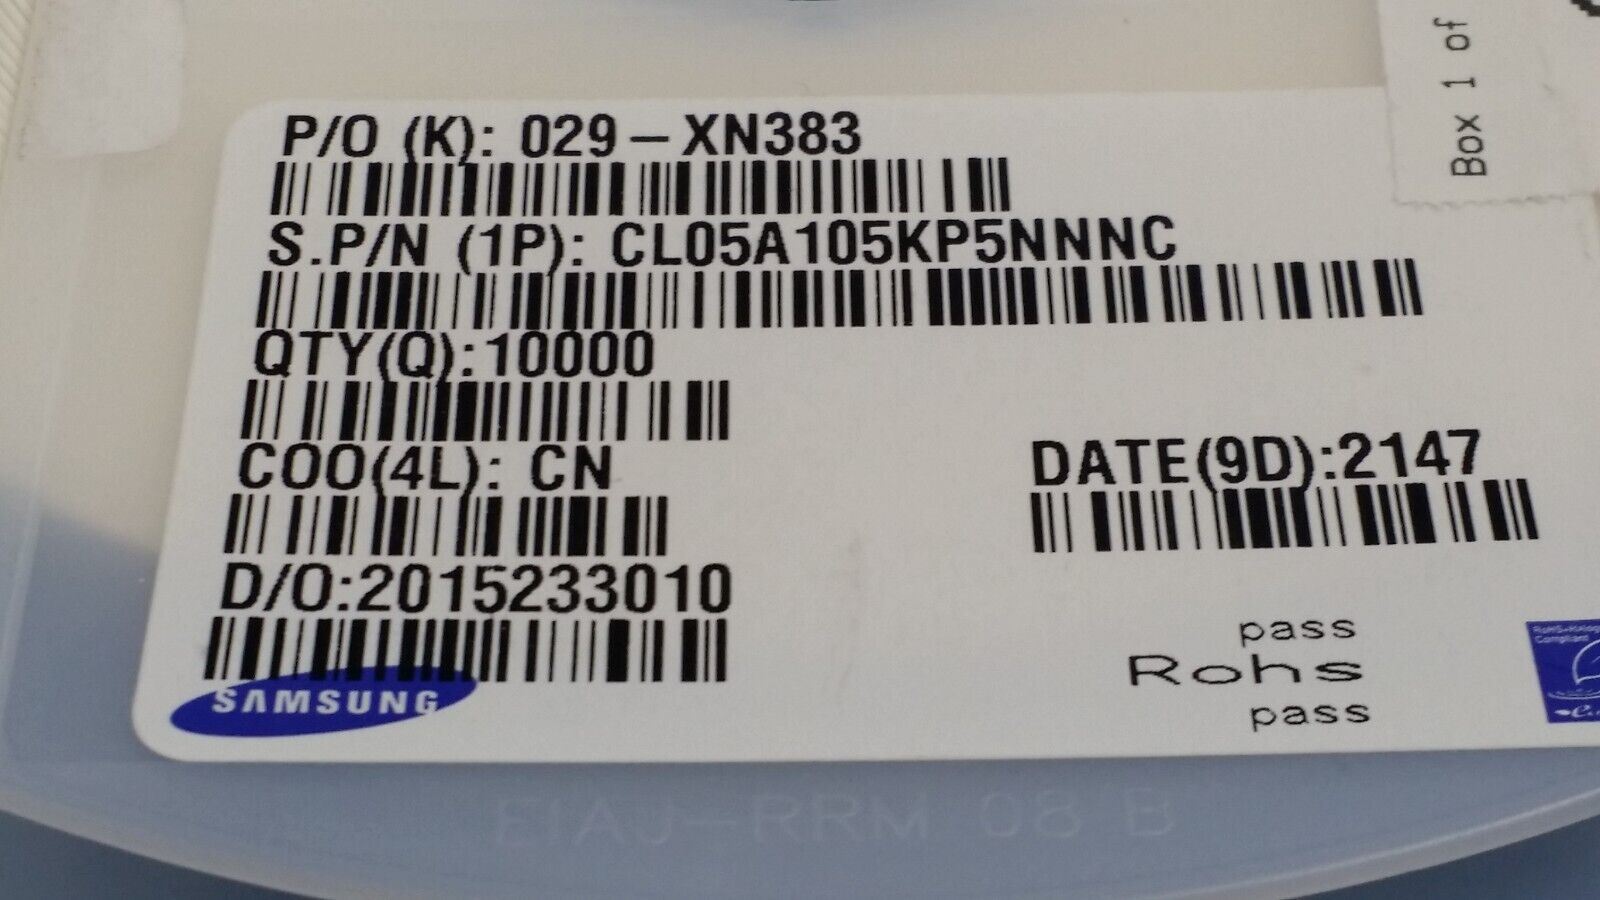 Box 1 of
P/O (K): 029-XN383
S.P/N (1P): CL05A105KP5NNNC
QTY(Q):10000
COO(4L): CN
DATE(9D):2147
D/O:2015233010
pass
Rohs
pass
SAMSUNG
Compliant
EIAJ-RRM 08 B